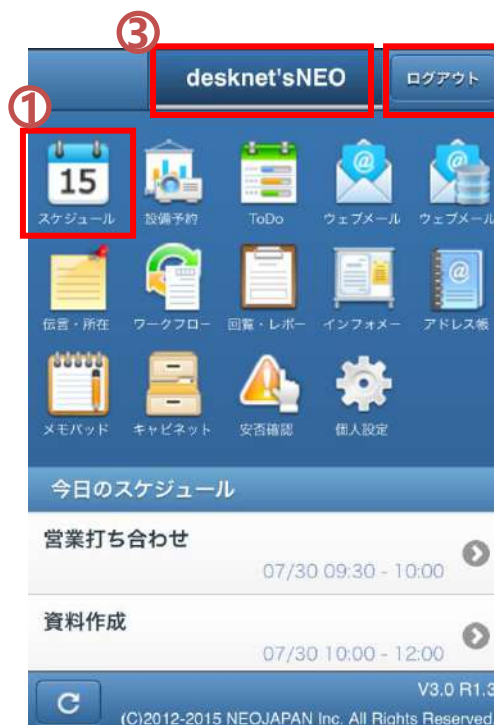 ③
desknet'sNEO ログアウト
①
15
スケジュール 設備予約 ToDo ウェブメール ウェブメール
伝言・所在 ワークフロー 回覧・レポー インフォメー アドレス帳
メモパッド キャビネット 安否確認 個人設定
今日のスケジュール
営業打ち合わせ
07/30 09:30 - 10:00
資料作成
07/30 10:00 - 12:00
V3.0 R1.3
(C)2012-2015 NEOJAPAN Inc. All Rights Reserved.